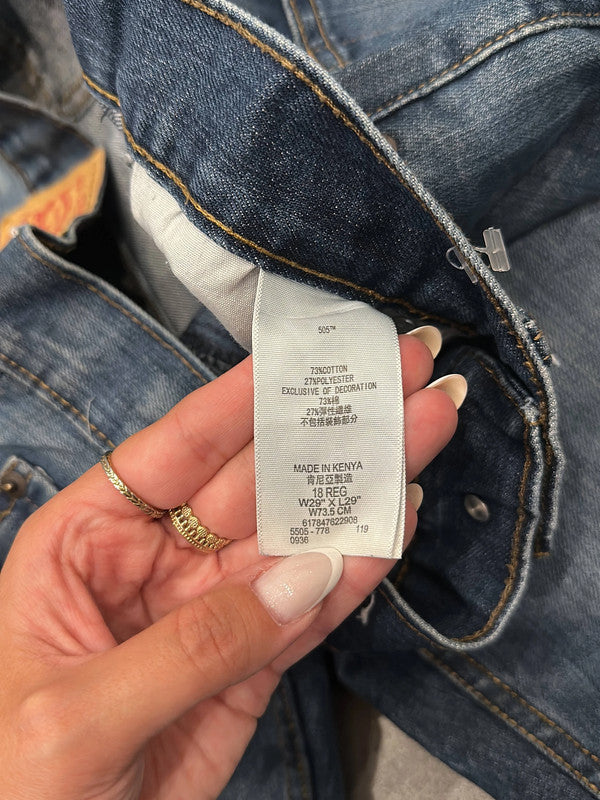 505™
73%COTTON
27%POLYESTER
EXCLUSIVE OF DECORATION
73%棉
27%彈性纖維
不包括裝飾部分
MADE IN KENYA
肯尼亞製造
18 REG
W29" X L29"
W73.5 CM
617847622908
5505 - 778 119
0936